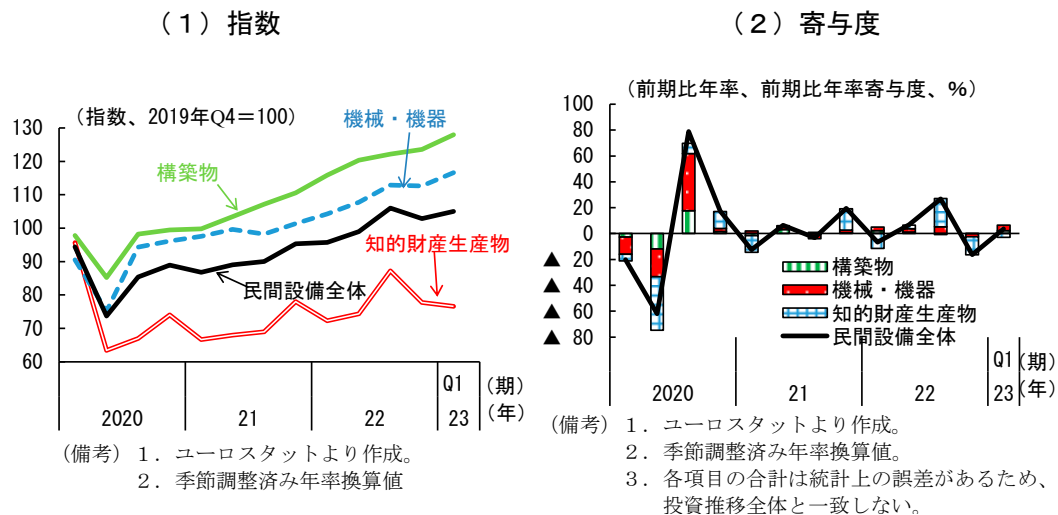 （１）指数
（指数、2019年Q4＝100）
130
120
110
100
90
80
70
60
機械・機器
構築物
知的財産生産物
民間設備全体
Q1
（期）
2020
21
22
23
（年）
（備考）１．ユーロスタットより作成。
２．季節調整済み年率換算値
（２）寄与度
（前期比年率、前期比年率寄与度、％）
100
80
60
40
20
0
▲ 20
▲ 40
▲ 60
▲ 80
構築物
機械・機器
知的財産生産物
民間設備全体
Q1
（期）
2020
21
22
23
（年）
（備考）１．ユーロスタットより作成。
２．季節調整済み年率換算値。
３．各項目の合計は統計上の誤差があるため、
投資推移全体と一致しない。